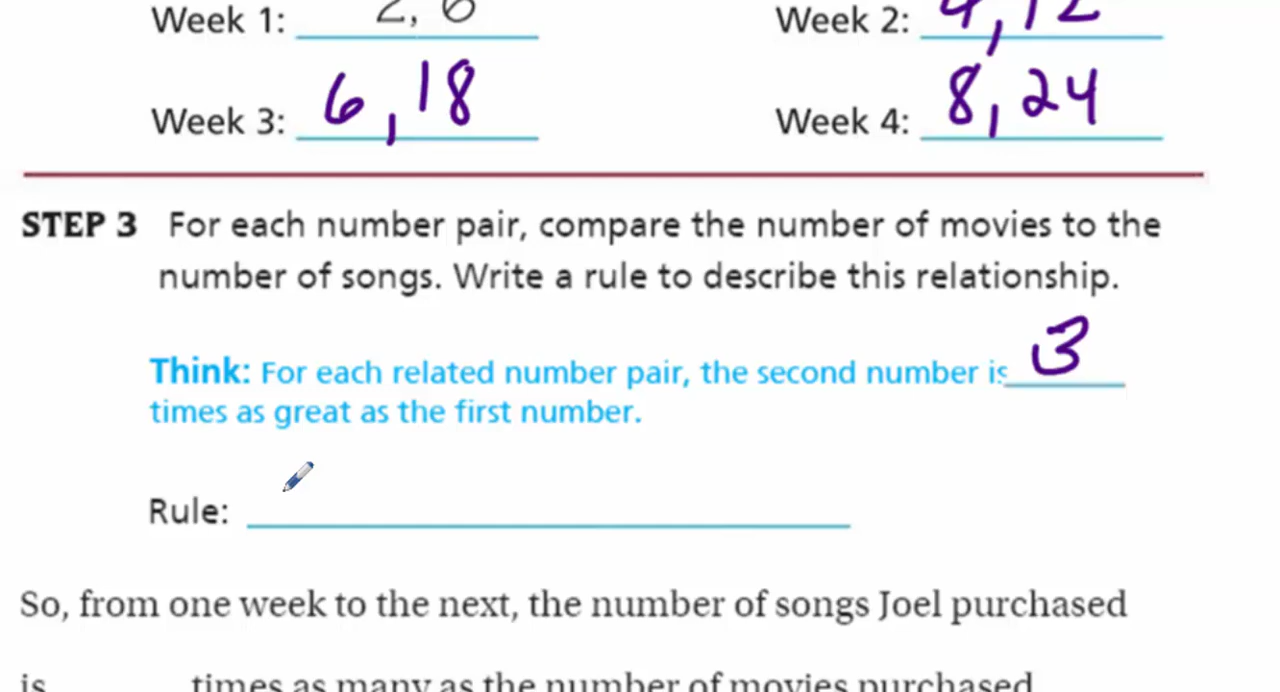 Week 1: 2, 6 Week 2: 4, 12
Week 3: 6, 18 Week 4: 8, 24
STEP 3 For each number pair, compare the number of movies to the
number of songs. Write a rule to describe this relationship.
Think: For each related number pair, the second number is 3
times as great as the first number.
Rule:
So, from one week to the next, the number of songs Joel purchased
is times as many as the number of movies purchased